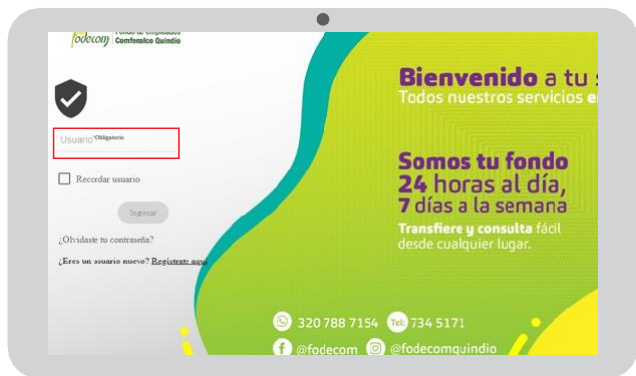 fodecom Fondo de Empleados
Comfenalco Quindío
Usuario*Obligatorio
Recordar usuario
Ingresar
¿Olvidaste tu contraseña?
¿Eres un usuario nuevo? Regístrate aquí
Bienvenido a tu
Todos nuestros servicios e
Somos tu fondo
24 horas al día,
7 días a la semana
Transfiere y consulta fácil
desde cualquier lugar.
320 788 7154 Tel: 734 5171
f @fodecom @fodecomquindio